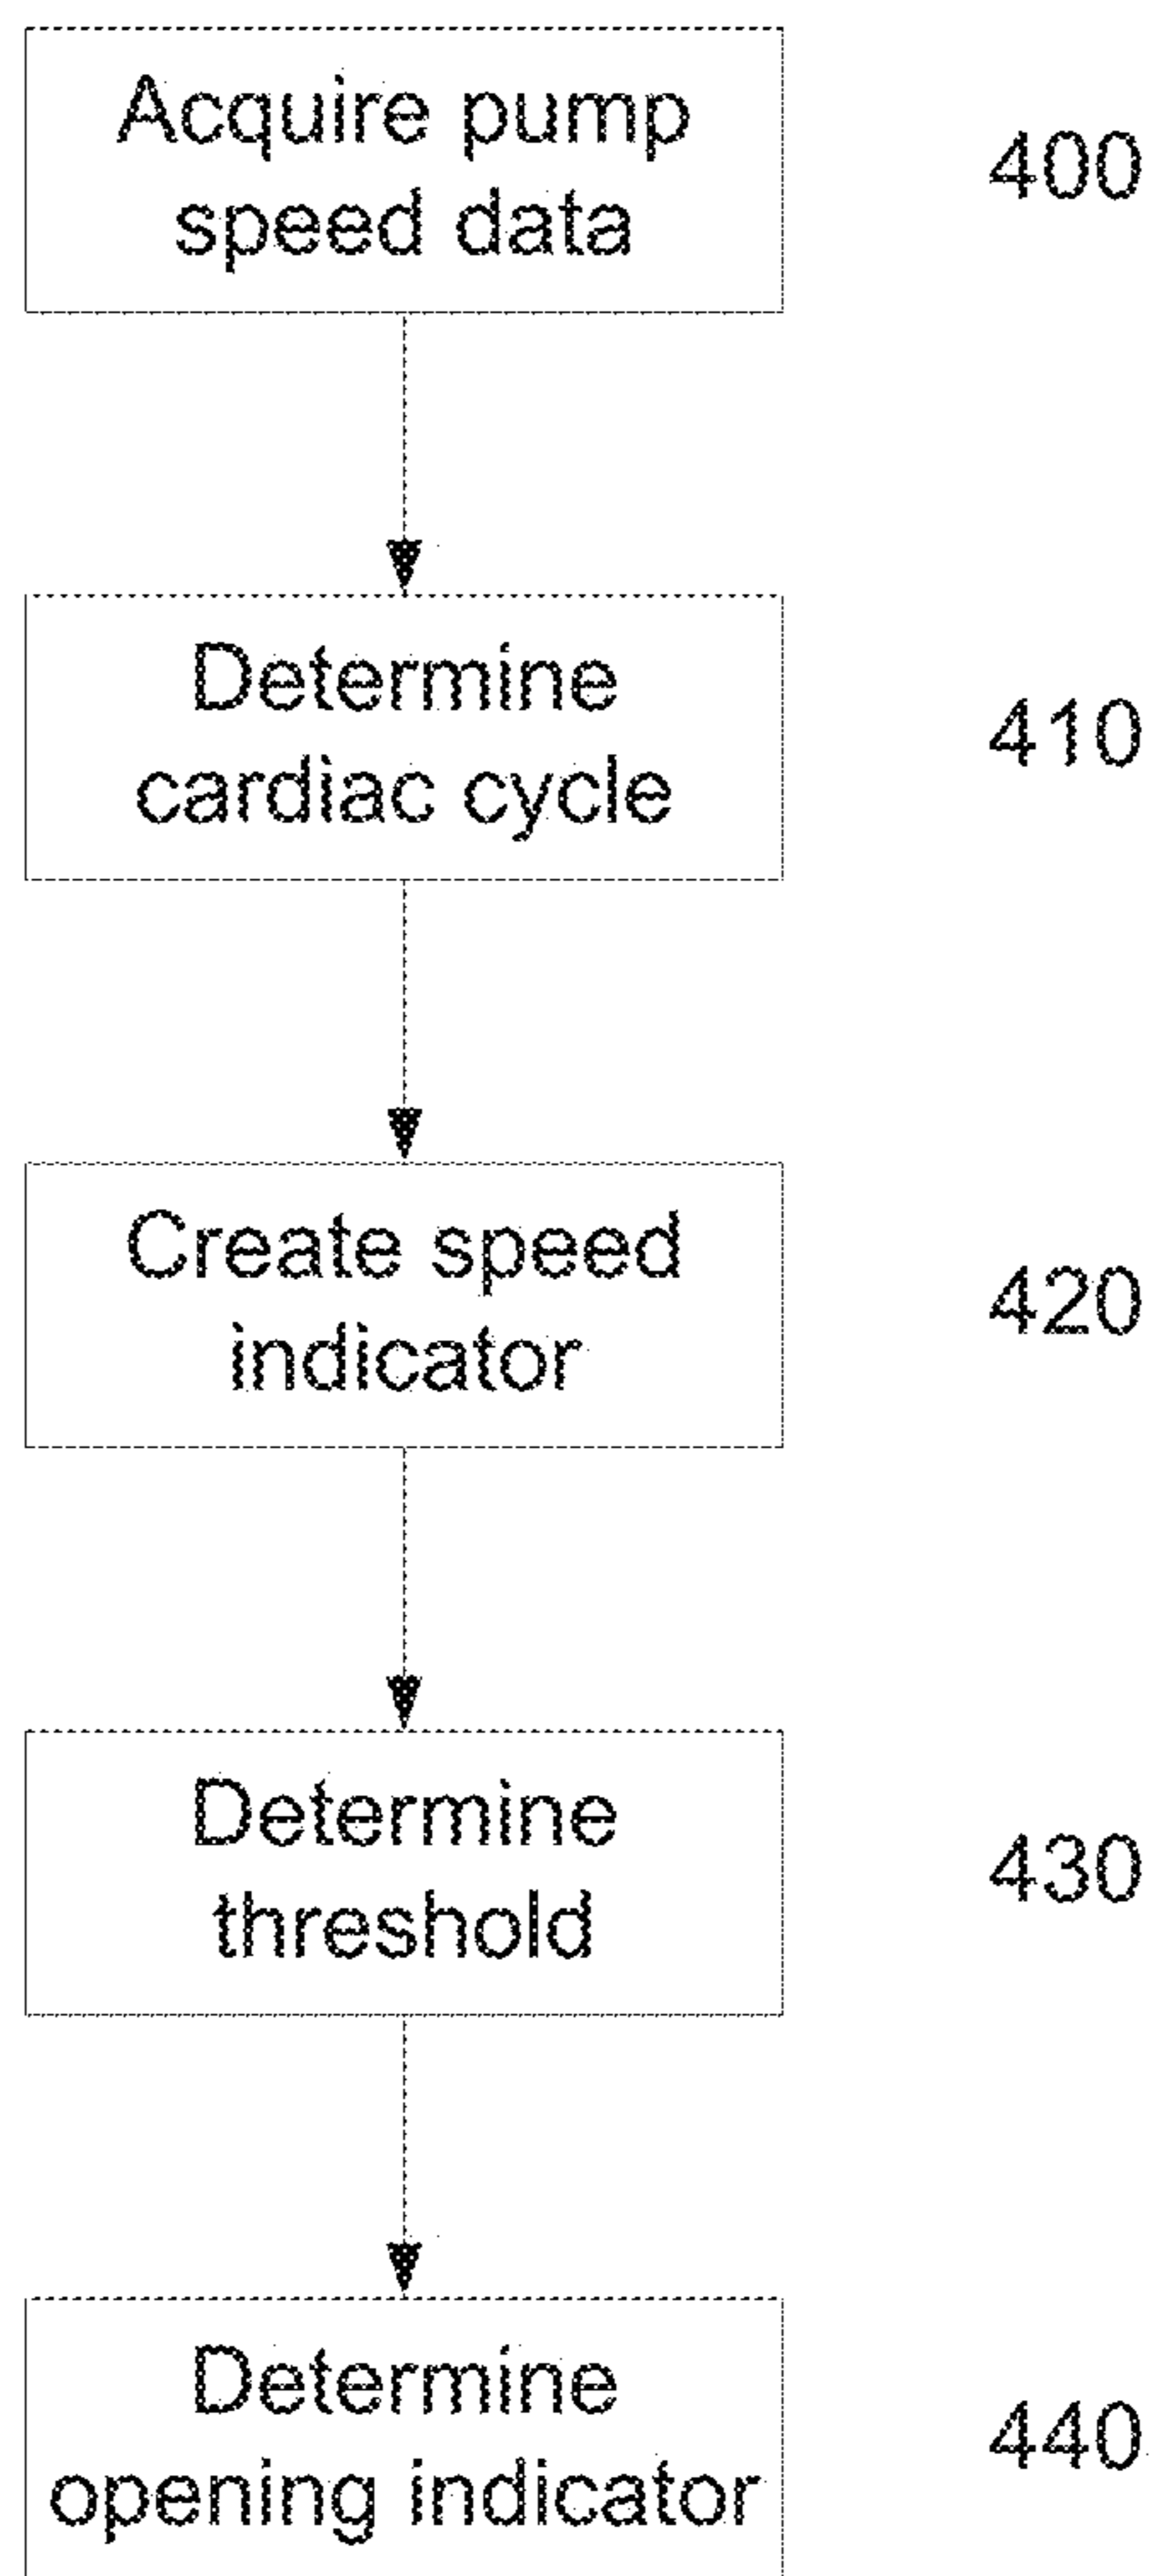 Acquire pump
speed data
400
Determine
cardiac cycle
410
Create speed
indicator
420
Determine
threshold
430
Determine
opening indicator
440